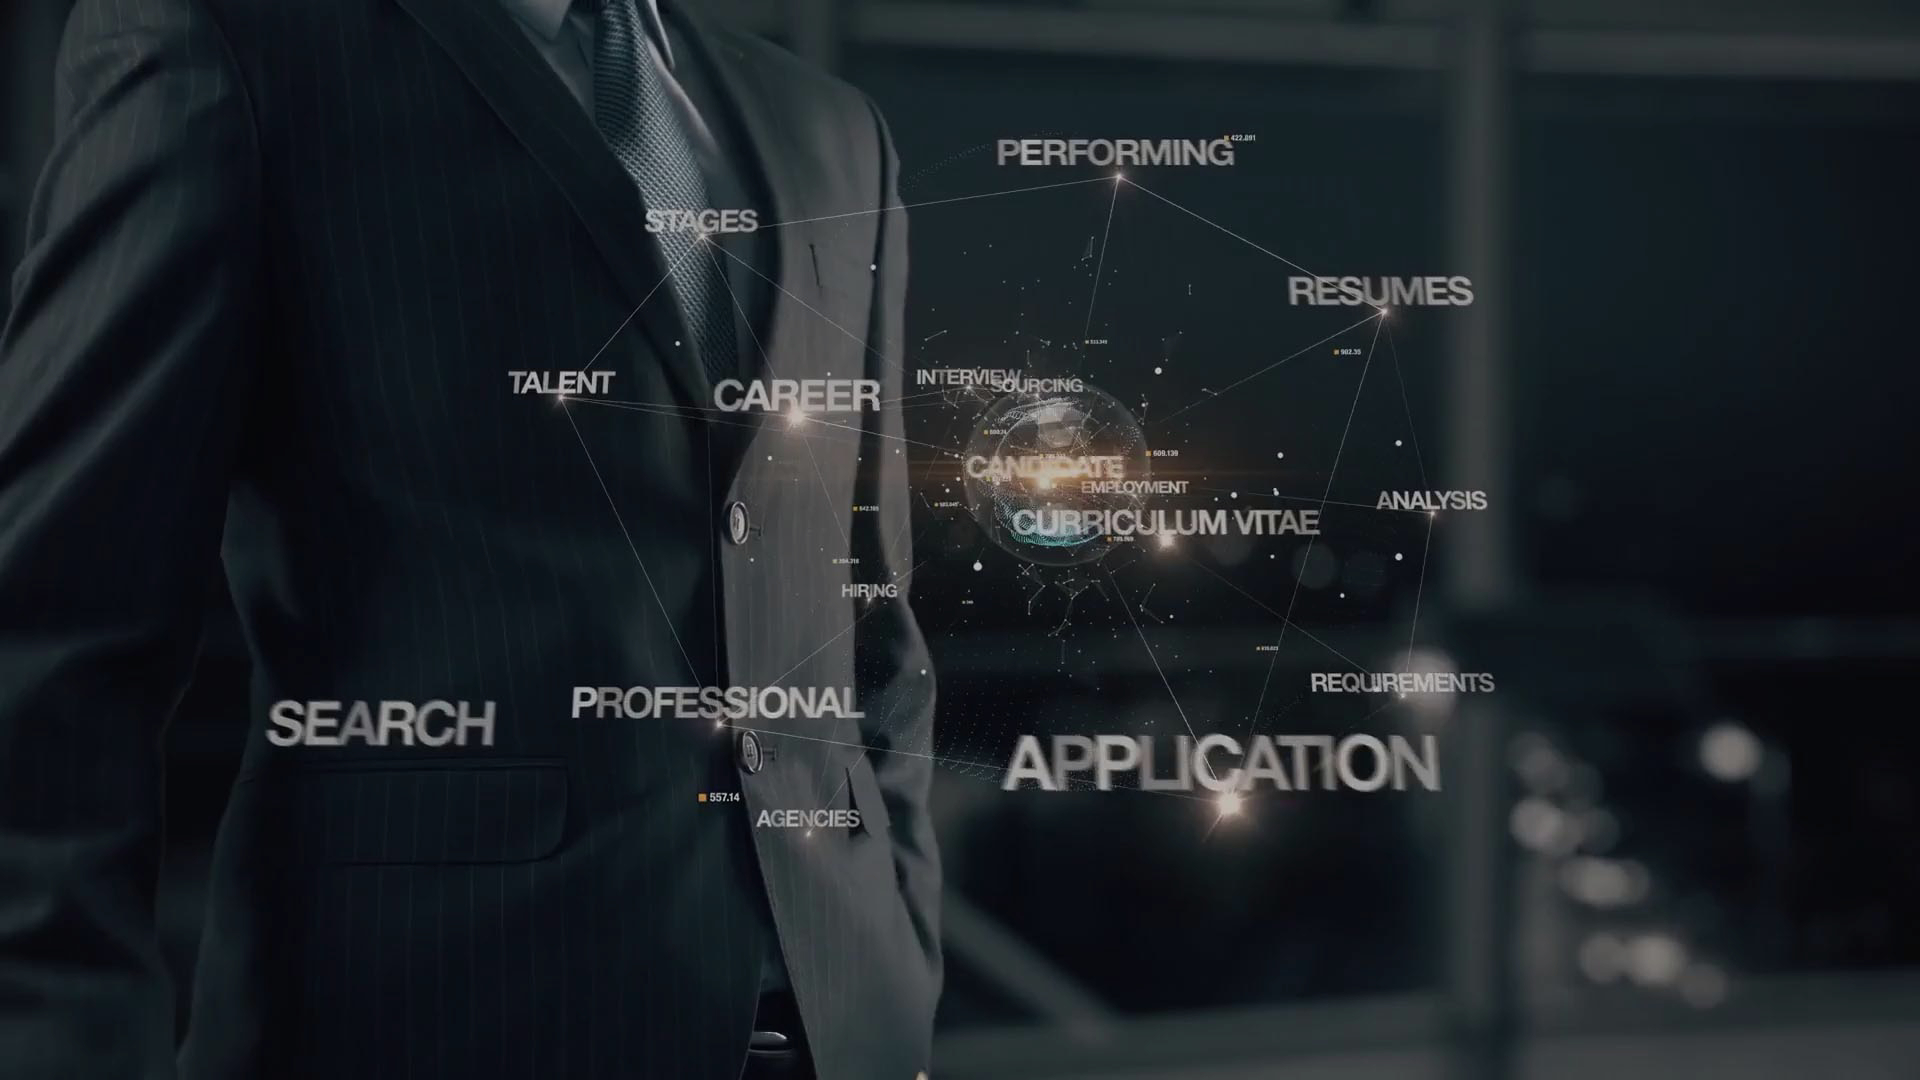 PERFORMING
422.891
STAGES
RESUMES
902.35
TALENT
CAREER
INTERVIEW
SOURCING
609.139
CANDIDATE
EMPLOYMENT
CURRICULUM VITAE
ANALYSIS
HIRING
REQUIREMENTS
PROFESSIONAL
SEARCH
APPLICATION
557.14
AGENCIES